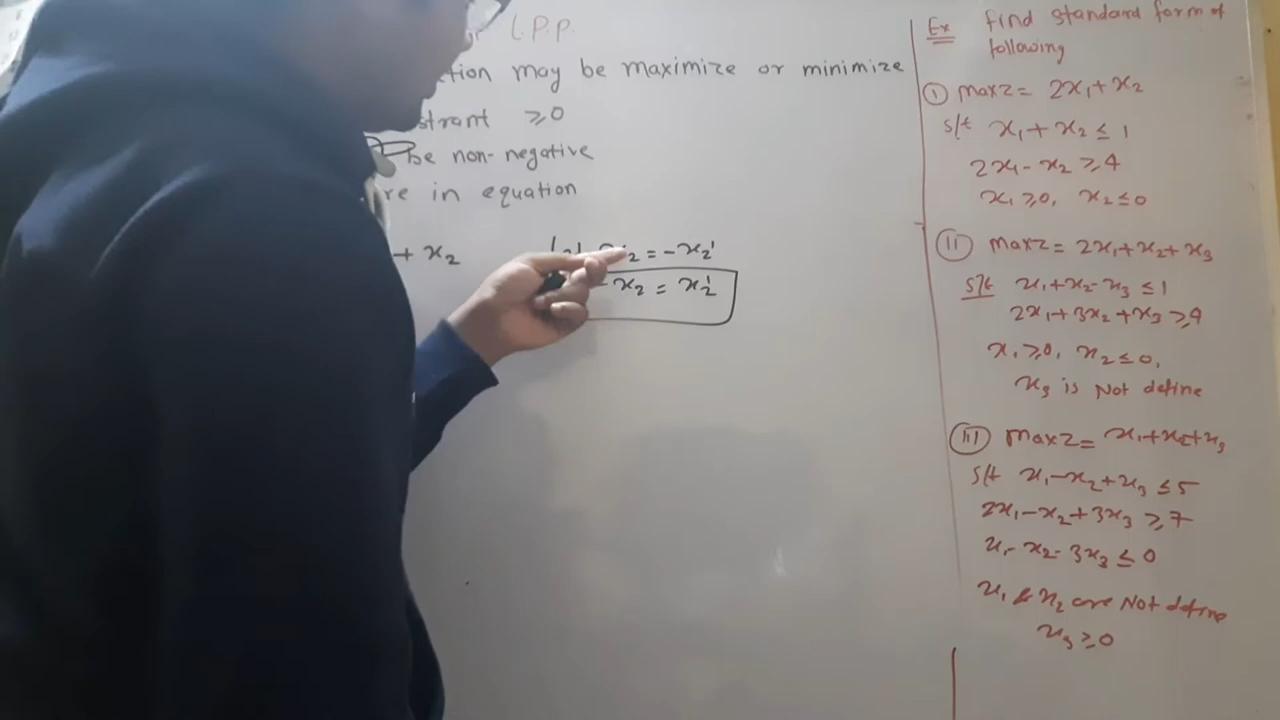 L.P.P.
tion may be maximize or minimize
straint ≥0
be non-negative
re in equation
+ x₂
x₂ = -x₂'
-x₂ = x₂'
Ex find standard form of
following
(I) Max Z = 2x₁ + x₂
s/t x₁ + x₂ ≤ 1
2x₁ - x₂ ≥ 4
x₁ ≥ 0, x₂ ≤ 0
(II) Max Z = 2x₁ + x₂ + x₃
s/t x₁ + x₂ - x₃ ≤ 1
2x₁ + 3x₂ + x₃ ≥ 4
x₁ ≥ 0, x₂ ≤ 0,
x₃ is Not define
(III) Max Z = x₁ + x₂ + x₃
s/t x₁ - x₂ + x₃ ≤ 5
2x₁ - x₂ + 3x₃ ≥ 7
x₁ - x₂ - 3x₃ ≤ 0
x₁ & x₂ are Not define
x₃ ≥ 0